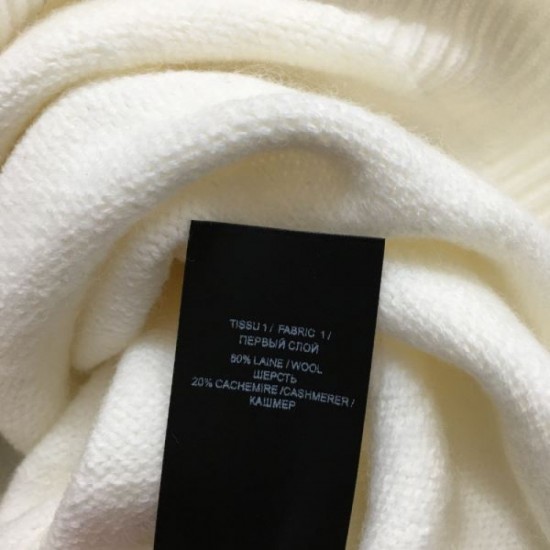 TISSU 1 / FABRIC 1 /
ПЕРВЫЙ СЛОЙ
80% LAINE / WOOL
ШЕРСТЬ
20% CACHEMIRE /CASHMERER /
КАШМЕР